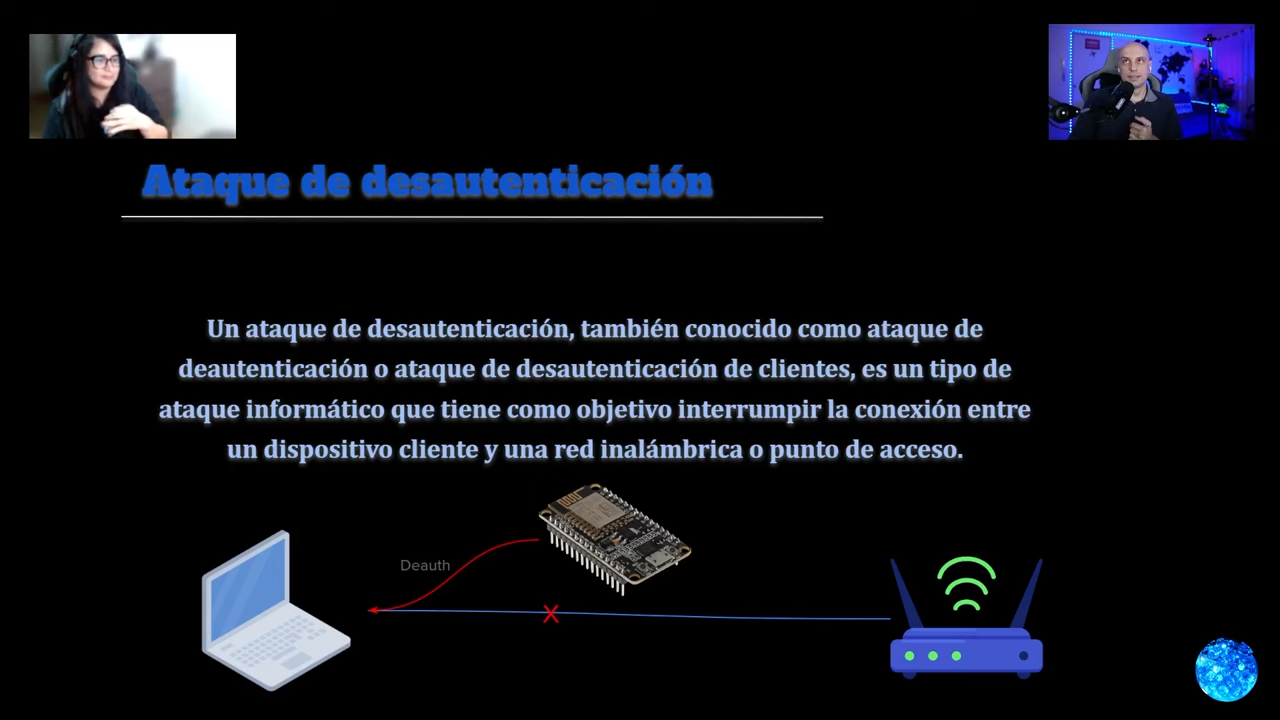 Ataque de desautenticación
Un ataque de desautenticación, también conocido como ataque de
deautenticación o ataque de desautenticación de clientes, es un tipo de
ataque informático que tiene como objetivo interrumpir la conexión entre
un dispositivo cliente y una red inalámbrica o punto de acceso.
Deauth